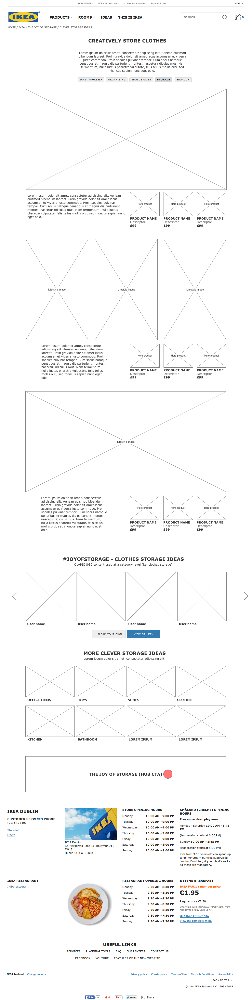 IKEA FAMILY IKEA for Business Customer Services Dublin Store LOG IN
IKEA ® PRODUCTS ROOMS IDEAS THIS IS IKEA SEARCH 0
HOME / IKEA / THE JOY OF STORAGE / CLEVER STORAGE IDEAS
CREATIVELY STORE CLOTHES
Lorem ipsum dolor sit amet, consectetur adipiscing elit. Aenean euismod
bibendum laoreet. Proin gravida dolor sit amet lacus accumsan et viverra
justo commodo. Proin sodales pulvinar tempor. Cum sociis natoque
penatibus et magnis dis parturient montes, nascetur ridiculus mus. Nam
fermentum, nulla luctus pharetra vulputate, felis tellus mollis orci, sed
rhoncus sapien nunc eget odio.
DO IT YOURSELF ORGANISING SMALL SPACES STORAGE BEDROOM
Lorem ipsum dolor sit amet, consectetur adipiscing elit. Aenean
euismod bibendum laoreet. Proin gravida dolor sit amet lacus
accumsan et viverra justo commodo. Proin sodales pulvinar
tempor. Cum sociis natoque penatibus et magnis dis parturient
montes, nascetur ridiculus mus. Nam fermentum, nulla luctus
pharetra vulputate, felis tellus mollis orci, sed rhoncus sapien nunc
eget odio.
Hero product Hero product Hero product
PRODUCT NAME PRODUCT NAME PRODUCT NAME
Descriptor Descriptor Descriptor
£99 £99 £99
Lifestyle image Lifestyle image Lifestyle image
Lorem ipsum dolor sit amet, consectetur
adipiscing elit. Aenean euismod bibendum
laoreet. Proin gravida dolor sit amet lacus
accumsan et viverra justo commodo. Proin
sodales pulvinar tempor. Cum sociis natoque
penatibus et magnis dis parturient montes,
nascetur ridiculus mus. Nam fermentum,
nulla luctus pharetra vulputate, felis tellus
mollis orci, sed rhoncus sapien nunc eget
odio.
Hero product Hero product Hero product
PRODUCT NAME PRODUCT NAME PRODUCT NAME
Descriptor Descriptor Descriptor
£99 £99 £99
Lifestyle image
Lorem ipsum dolor sit amet, consectetur
adipiscing elit. Aenean euismod bibendum
laoreet. Proin gravida dolor sit amet lacus
accumsan et viverra justo commodo. Proin
sodales pulvinar tempor. Cum sociis natoque
penatibus et magnis dis parturient montes,
nascetur ridiculus mus. Nam fermentum,
nulla luctus pharetra vulputate, felis tellus
mollis orci, sed rhoncus sapien nunc eget
odio.
Hero product Hero product Hero product
PRODUCT NAME PRODUCT NAME PRODUCT NAME
Descriptor Descriptor Descriptor
£99 £99 £99
#JOYOFSTORAGE - CLOTHES STORAGE IDEAS
OLAPIC UGC content used at a category level (i.e. clothes storage)
User name User name User name User name
UPLOAD YOUR OWN VIEW GALLERY
MORE CLEVER STORAGE IDEAS
Lorem ipsum dolor sit amet, consectetur adipiscing elit.
OFFICE ITEMS TOYS SHOES CLOTHES
KITCHEN BATHROOM LOREM IPSUM LOREM IPSUM
THE JOY OF STORAGE (HUB CTA)
IKEA DUBLIN
CUSTOMER SERVICES PHONE
(01) 541 3300
Store info
Offers
IKEA
IKEA Dublin
St. Margarets Road 11, BallymunD11
FW18
Dublin 11, Co. Dublin
STORE OPENING HOURS
Monday 10:00 AM - 9:00 PM
Tuesday 10:00 AM - 9:00 PM
Wednesday 10:00 AM - 9:00 PM
Thursday 10:00 AM - 9:00 PM
Friday 10:00 AM - 9:00 PM
Saturday 10:00 AM - 8:00 PM
Sunday 10:00 AM - 8:00 PM
SMÅLAND (CRÈCHE) OPENING
HOURS
Free supervised play area
Monday - Saturday 10:00 AM - 6:45
PM
(last session starts at 6:00 PM)
Sunday 10:00 AM - 5:45 PM
(last session starts at 5:00 PM)
Kids from 3-10 years old can spend up
to 45 minutes in our free supervised
crèche. Don't forget your child's socks
as these are mandatory.
IKEA RESTAURANT
IKEA restaurant
RESTAURANT OPENING HOURS
Monday 9:30 AM - 8:30 PM
Tuesday 9:30 AM - 8:30 PM
Wednesday 9:30 AM - 8:30 PM
Thursday 9:30 AM - 8:30 PM
Friday 9:30 AM - 8:30 PM
Saturday 9:30 AM - 7:30 PM
Sunday 9:30 AM - 7:30 PM
6 ITEMS BREAKFAST
IKEA FAMILY member price
€1.95
Regular price €2.50
Offer valid with your IKEA FAMILY card, from
Monday to Friday until 11 AM.
Join IKEA FAMILY now
View the complete menu
USEFUL LINKS
SERVICES PLANNING TOOLS FAQ GUARANTEES CONTACT US
FACEBOOK YOUTUBE FEATURES OF THE NEW WEBSITE
IKEA Ireland Change country Privacy policy Cookie policy Terms of Use Terms & Conditions Accessibility
BACK TO TOP
© Inter IKEA Systems B.V. 1999 - 2015
Like 0 G+1 Pin it Tweet Share